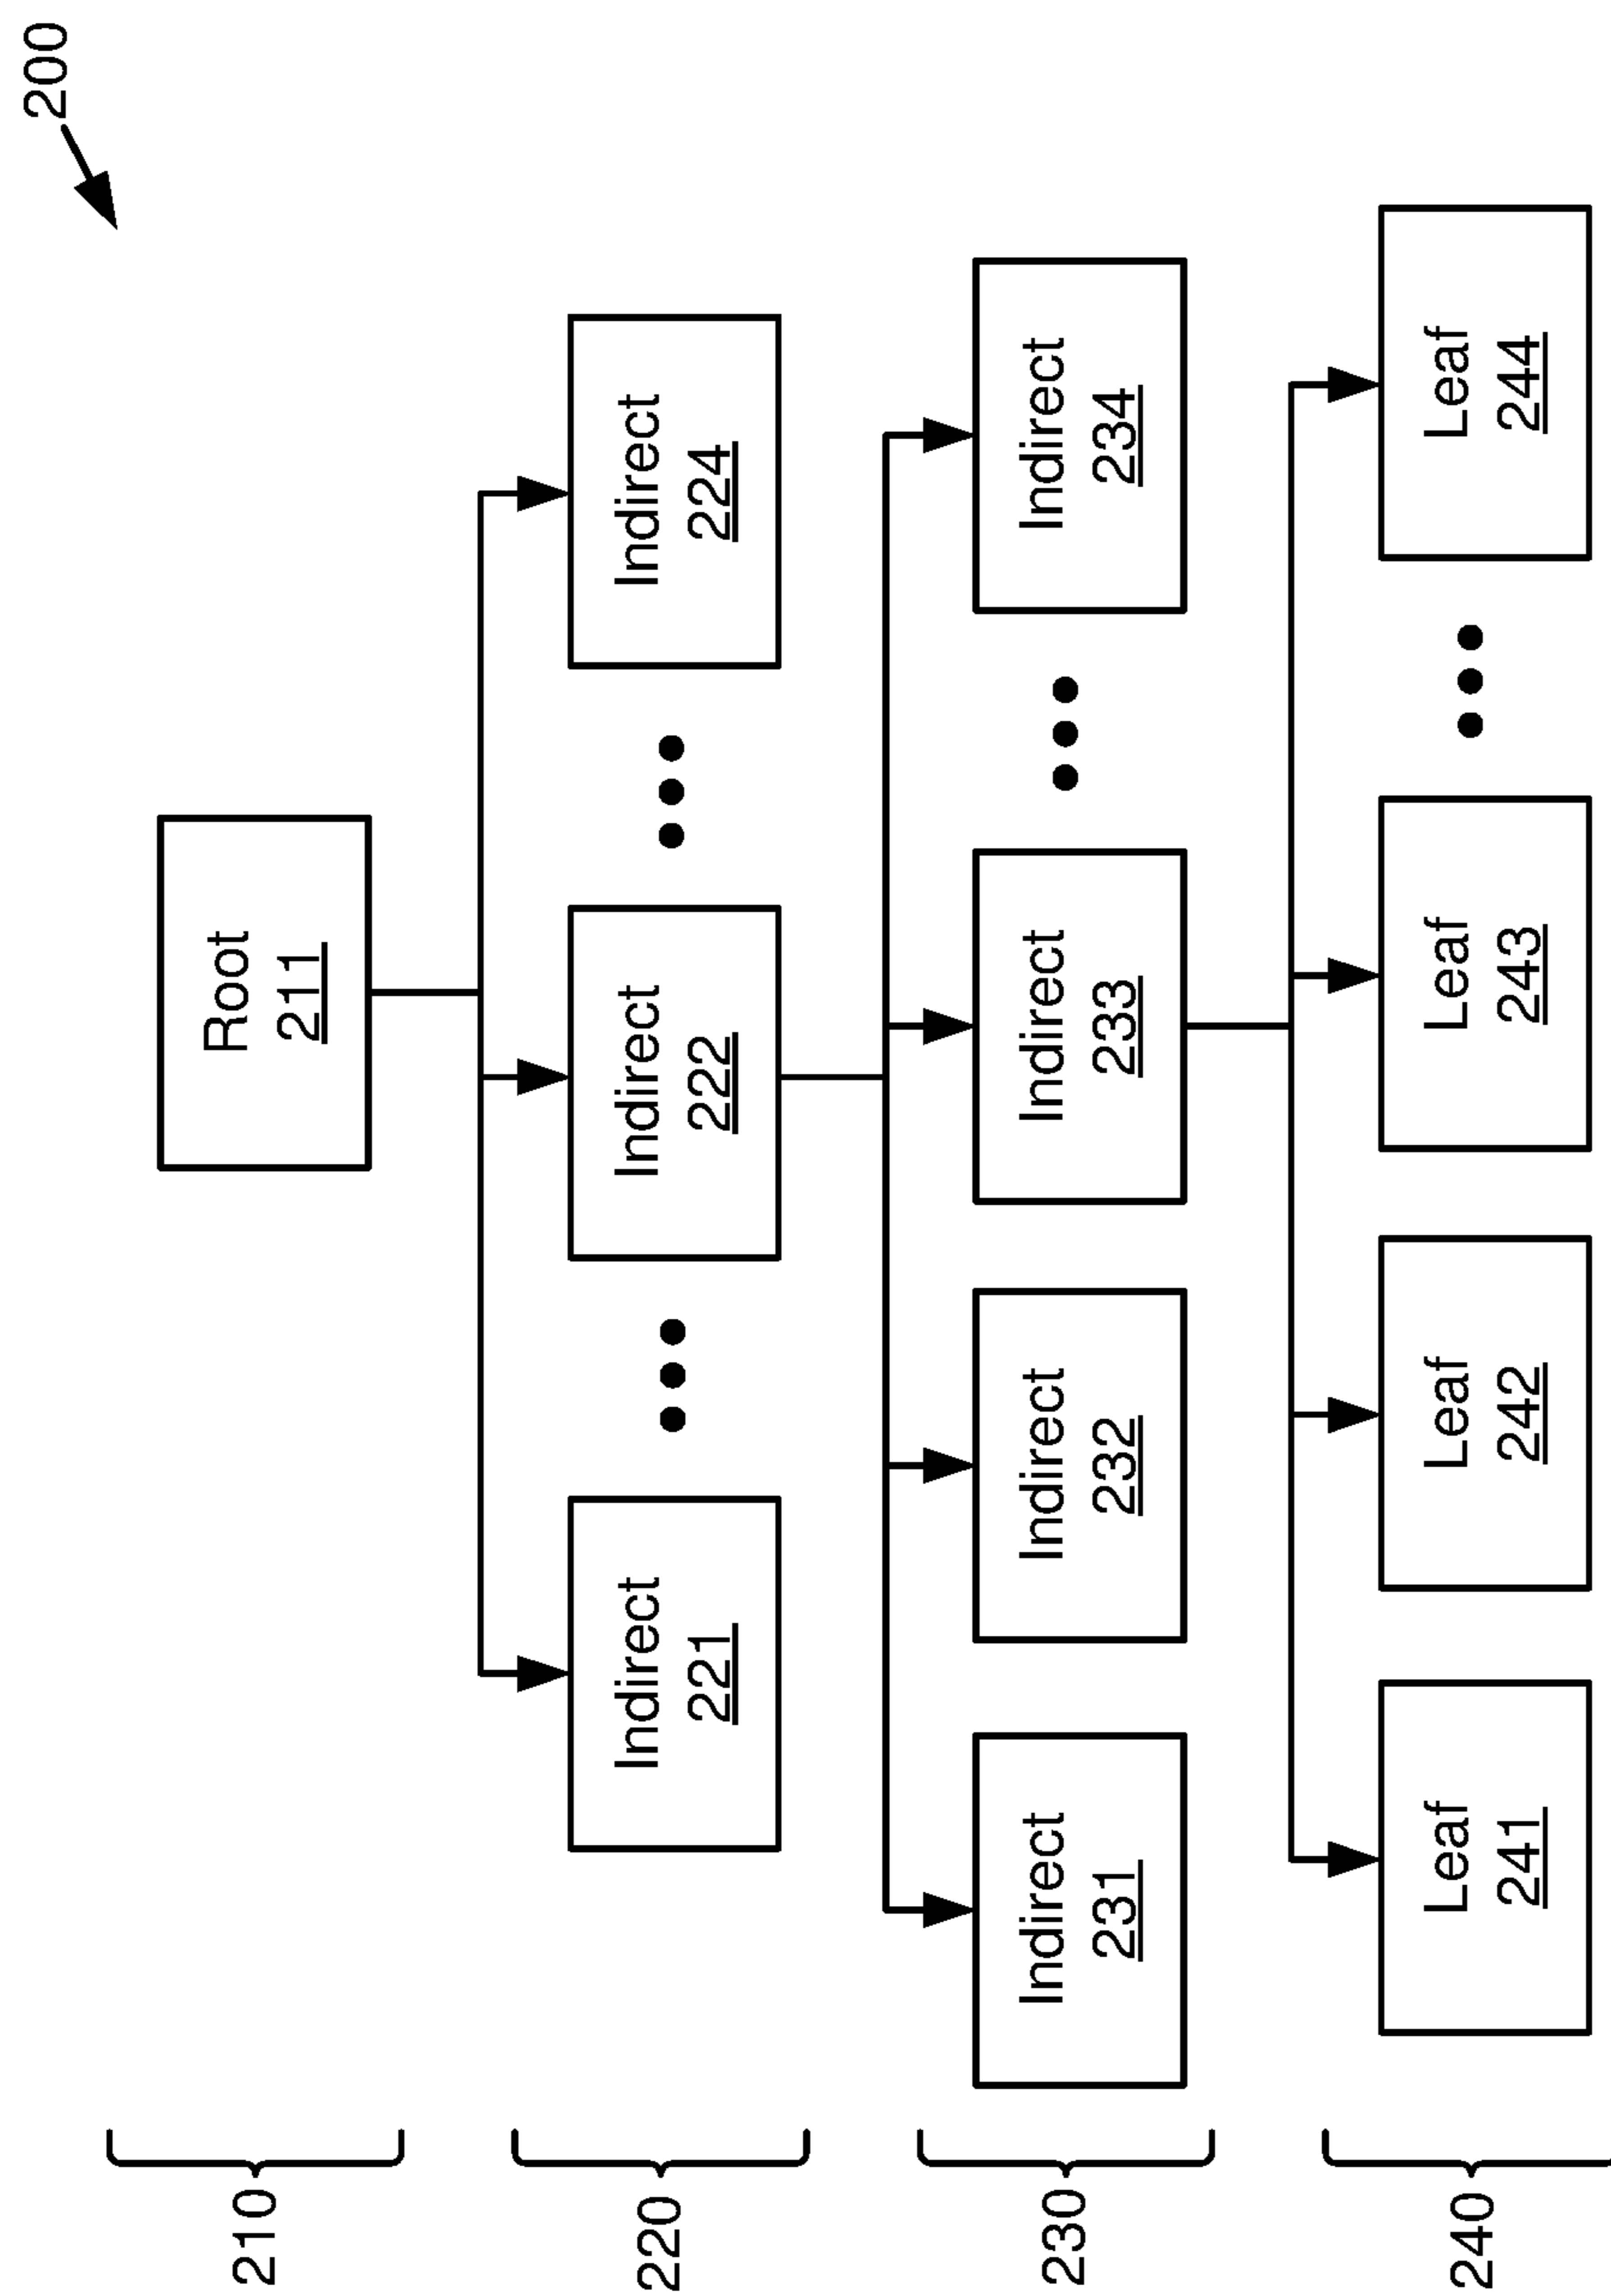 200
210
Root
211
220
Indirect
221
Indirect
222
Indirect
224
230
Indirect
231
Indirect
232
Indirect
233
Indirect
234
240
Leaf
241
Leaf
242
Leaf
243
Leaf
244